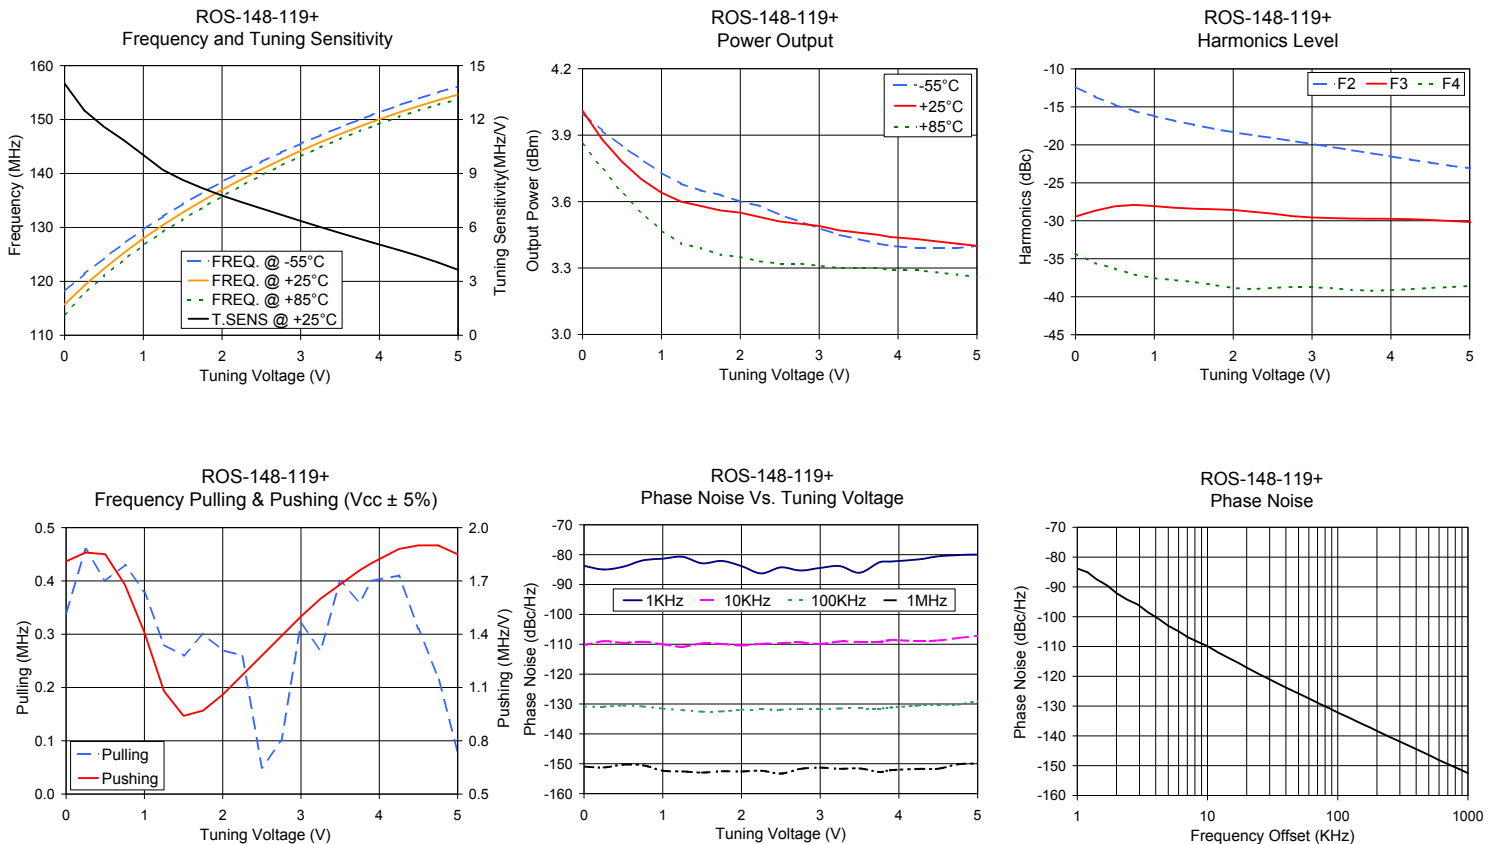 ROS-148-119+
Frequency and Tuning Sensitivity
160
150
140
130
120
110
Frequency (MHz)
15
12
9
6
3
0
Tuning Sensitivity(MHz/V)
FREQ. @ -55°C
FREQ. @ +25°C
FREQ. @ +85°C
T.SENS @ +25°C
0 1 2 3 4 5
Tuning Voltage (V)
ROS-148-119+
Power Output
4.2
3.9
3.6
3.3
3.0
Output Power (dBm)
-55°C
+25°C
+85°C
0 1 2 3 4 5
Tuning Voltage (V)
ROS-148-119+
Harmonics Level
-10
-15
-20
-25
-30
-35
-40
-45
Harmonics (dBc)
F2 F3 F4
0 1 2 3 4 5
Tuning Voltage (V)
ROS-148-119+
Frequency Pulling & Pushing (Vcc ± 5%)
0.5
0.4
0.3
0.2
0.1
0.0
Pulling (MHz)
2.0
1.7
1.4
1.1
0.8
0.5
Pushing (MHz/V)
Pulling
Pushing
0 1 2 3 4 5
Tuning Voltage (V)
ROS-148-119+
Phase Noise Vs. Tuning Voltage
-70
-80
-90
-100
-110
-120
-130
-140
-150
-160
Phase Noise (dBc/Hz)
1KHz 10KHz 100KHz 1MHz
0 1 2 3 4 5
Tuning Voltage (V)
ROS-148-119+
Phase Noise
-70
-80
-90
-100
-110
-120
-130
-140
-150
-160
Phase Noise (dBc/Hz)
1 10 100 1000
Frequency Offset (KHz)